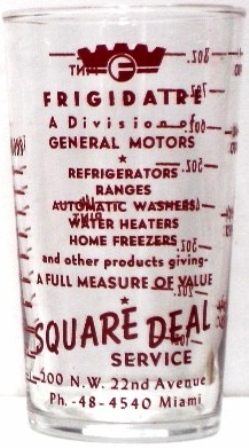 F
FRIGIDAIRE
A Division of
GENERAL MOTORS
REFRIGERATORS
RANGES
AUTOMATIC WASHERS
WATER HEATERS
HOME FREEZERS
and other products giving-
A FULL MEASURE OF VALUE
SQUARE DEAL
SERVICE
200 N.W. 22nd Avenue
Ph. -48-4540 Miami